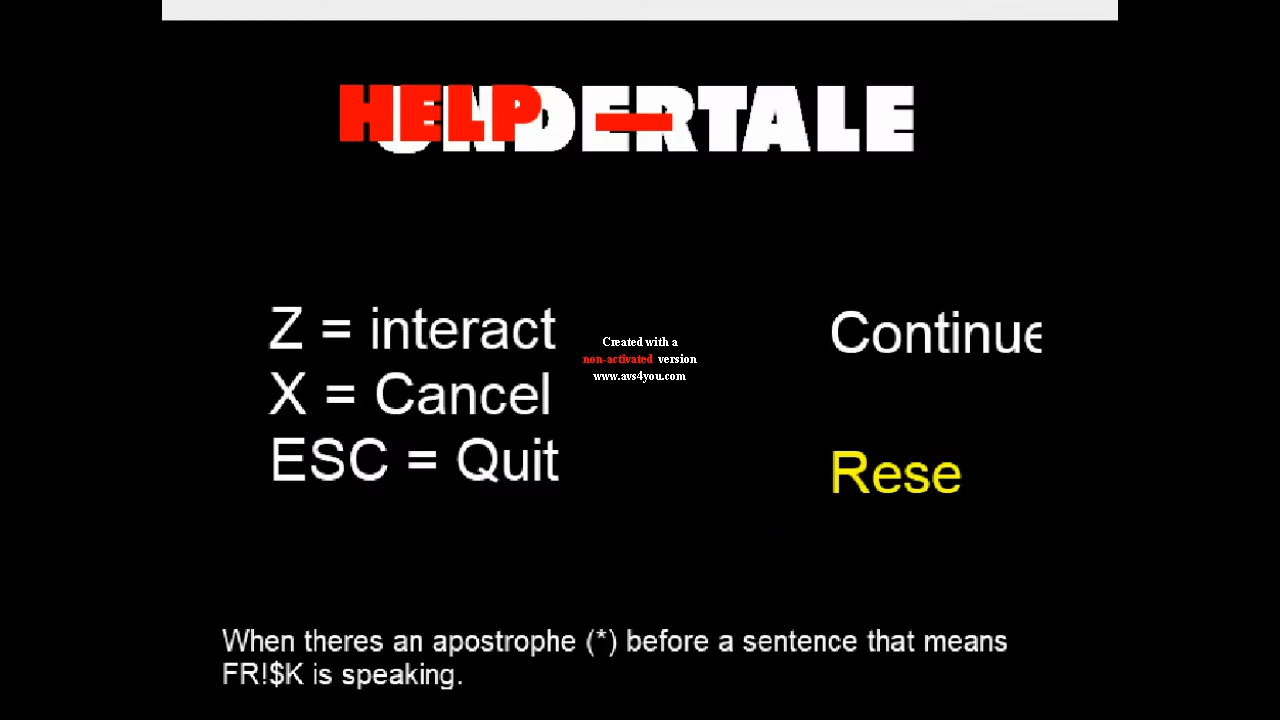 HELP
UNDERTALE
Z = interact
X = Cancel
ESC = Quit
Continue
Rese
Created with a
non-activated version
www.avs4you.com
When theres an apostrophe (*) before a sentence that means
FR!$K is speaking.